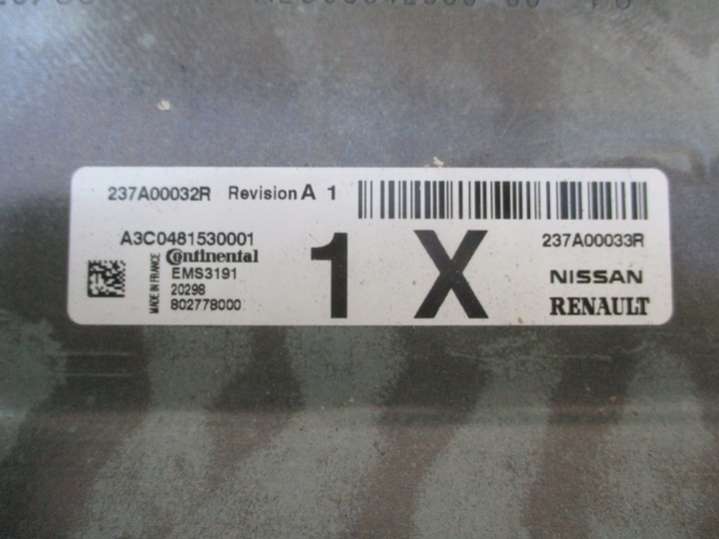 237A00032R Revision A 1
A3C0481530001
Continental
EMS3191
20298
802778000
MADE IN FRANCE
1 X
237A00033R
NISSAN
RENAULT